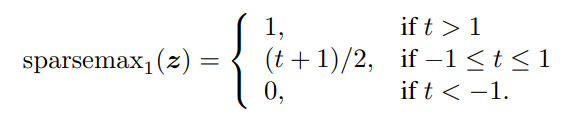 1, if t > 1
sparsemax₁(z) = { (t + 1)/2, if −1 ≤ t ≤ 1
0, if t < −1.